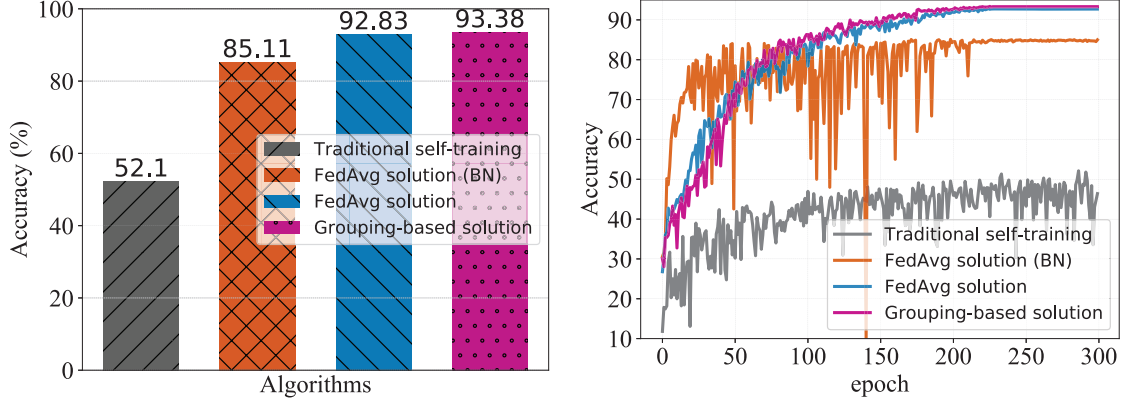 Accuracy (%)
100
80
60
40
20
0
52.1
85.11
92.83
93.38
Traditional self-training
FedAvg solution (BN)
FedAvg solution
Grouping-based solution
Algorithms
Accuracy
90
80
70
60
50
40
30
20
10
Traditional self-training
FedAvg solution (BN)
FedAvg solution
Grouping-based solution
0 50 100 150 200 250 300
epoch